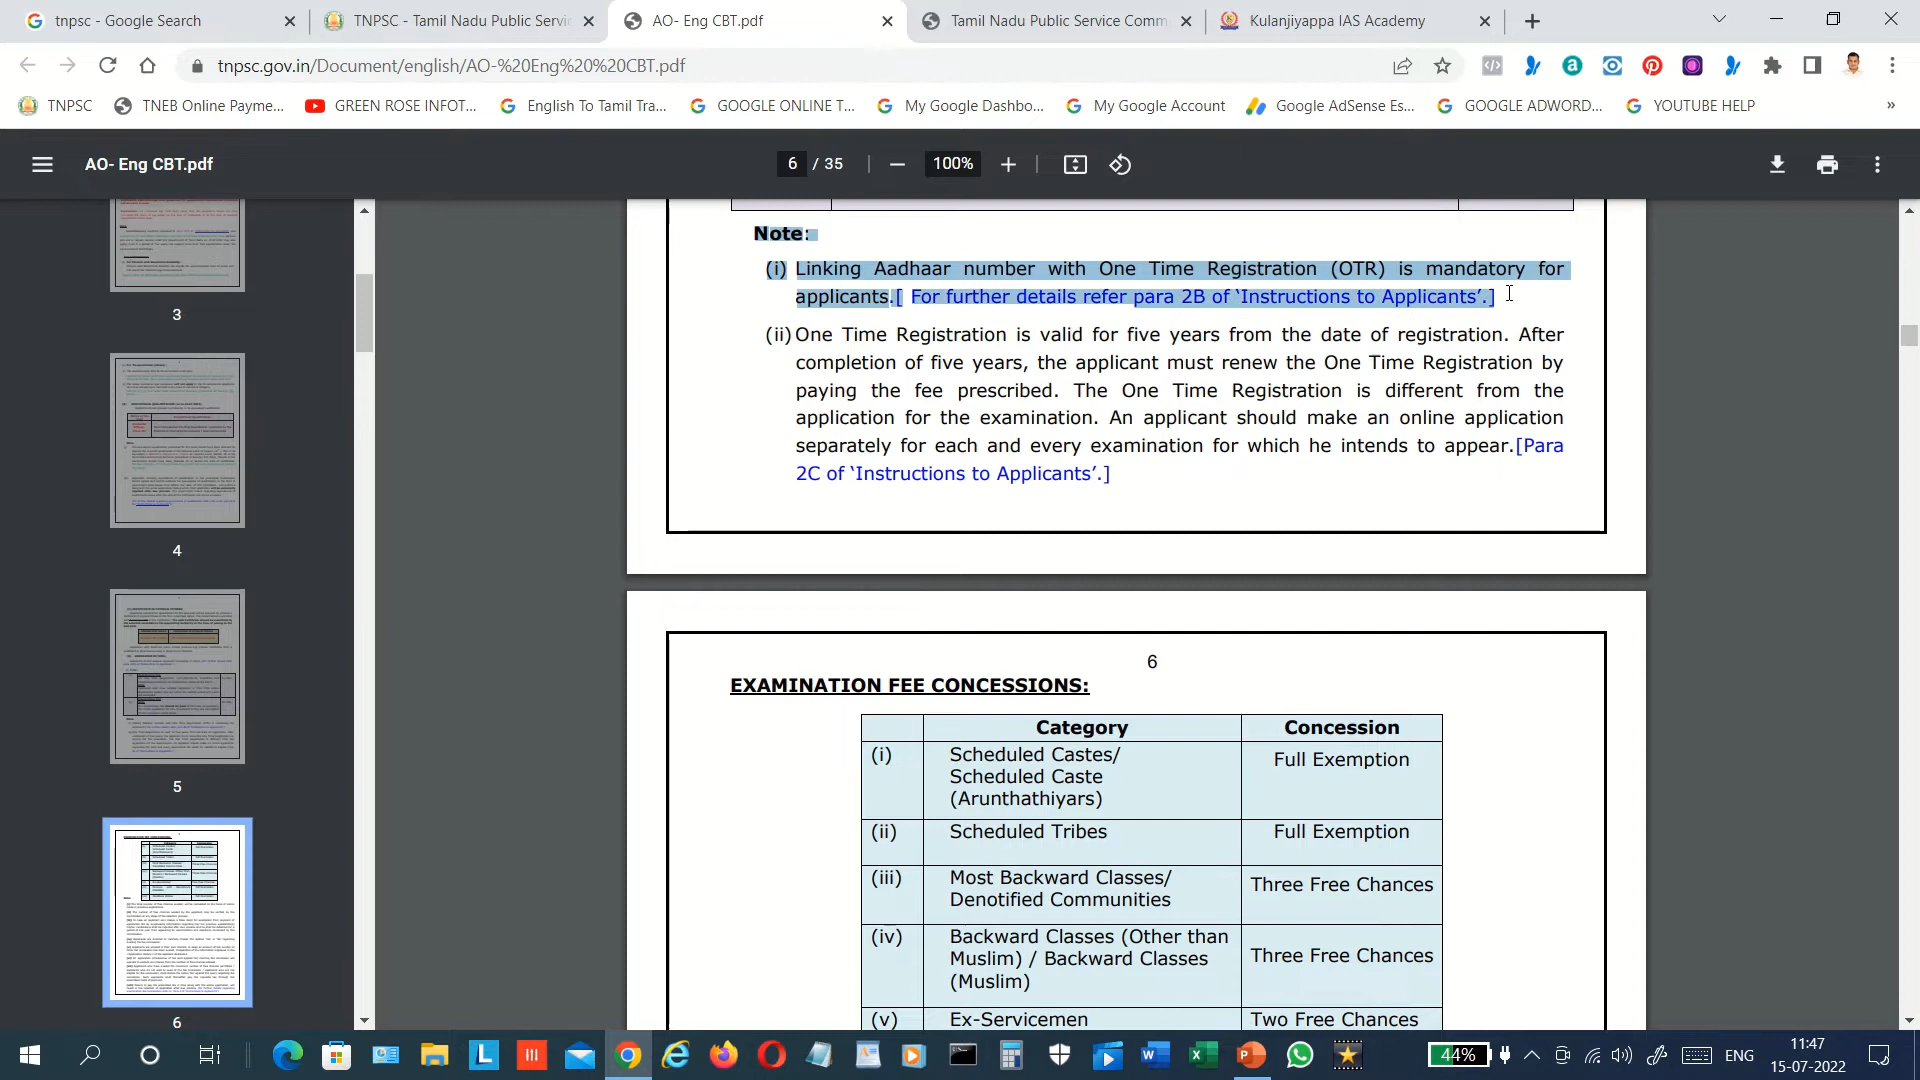 tnpsc - Google Search
TNPSC - Tamil Nadu Public Servic
AO- Eng CBT.pdf
Tamil Nadu Public Service Comm
Kulanjiyappa IAS Academy
tnpsc.gov.in/Document/english/AO-%20Eng%20%20CBT.pdf
TNPSC
TNEB Online Payme...
GREEN ROSE INFOT...
English To Tamil Tra...
GOOGLE ONLINE T...
My Google Dashbo...
My Google Account
Google AdSense Es...
GOOGLE ADWORD...
YOUTUBE HELP
»
AO- Eng CBT.pdf
6 / 35
100%
3
4
5
6
Note:
(i) Linking Aadhaar number with One Time Registration (OTR) is mandatory for
applicants.[ For further details refer para 2B of ‘Instructions to Applicants’.]
(ii) One Time Registration is valid for five years from the date of registration. After
completion of five years, the applicant must renew the One Time Registration by
paying the fee prescribed. The One Time Registration is different from the
application for the examination. An applicant should make an online application
separately for each and every examination for which he intends to appear.[Para
2C of ‘Instructions to Applicants’.]
6
EXAMINATION FEE CONCESSIONS:
Category Concession
(i) Scheduled Castes/ Full Exemption
Scheduled Caste
(Arunthathiyars)
(ii) Scheduled Tribes Full Exemption
(iii) Most Backward Classes/ Three Free Chances
Denotified Communities
(iv) Backward Classes (Other than
Muslim) / Backward Classes Three Free Chances
(Muslim)
(v) Ex-Servicemen Two Free Chances
44%
ENG
11:47
15-07-2022